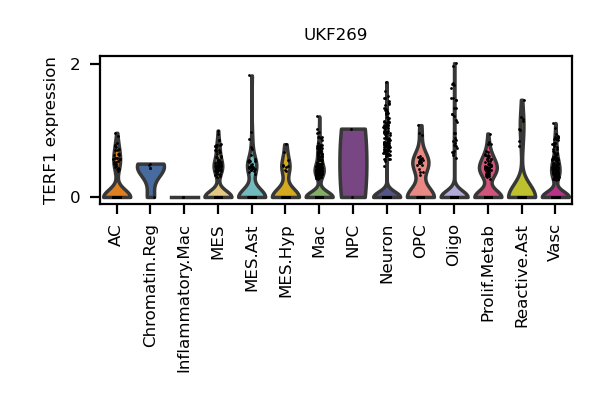 UKF269
TERF1 expression
2
0
AC
Chromatin.Reg
Inflammatory.Mac
MES
MES.Ast
MES.Hyp
Mac
NPC
Neuron
OPC
Oligo
Prolif.Metab
Reactive.Ast
Vasc